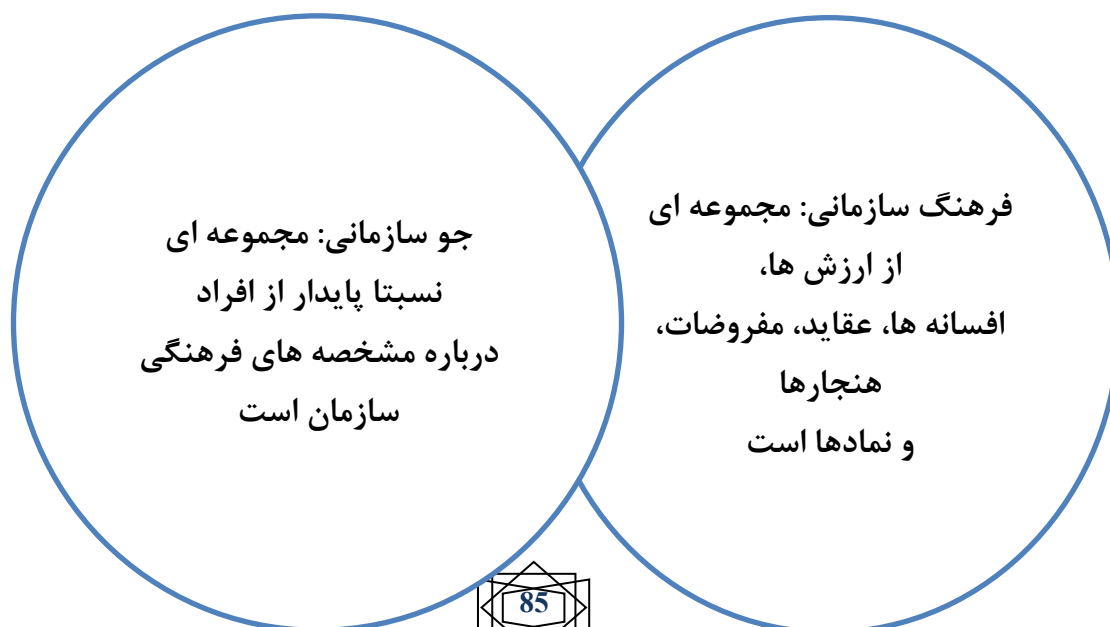 فرهنگ سازمانی: مجموعه ای
از ارزش ها،
افسانه ها، عقاید، مفروضات،
هنجارها
و نمادها است
جو سازمانی: مجموعه ای
نسبتا پایدار از افراد
درباره مشخصه های فرهنگی
سازمان است
85